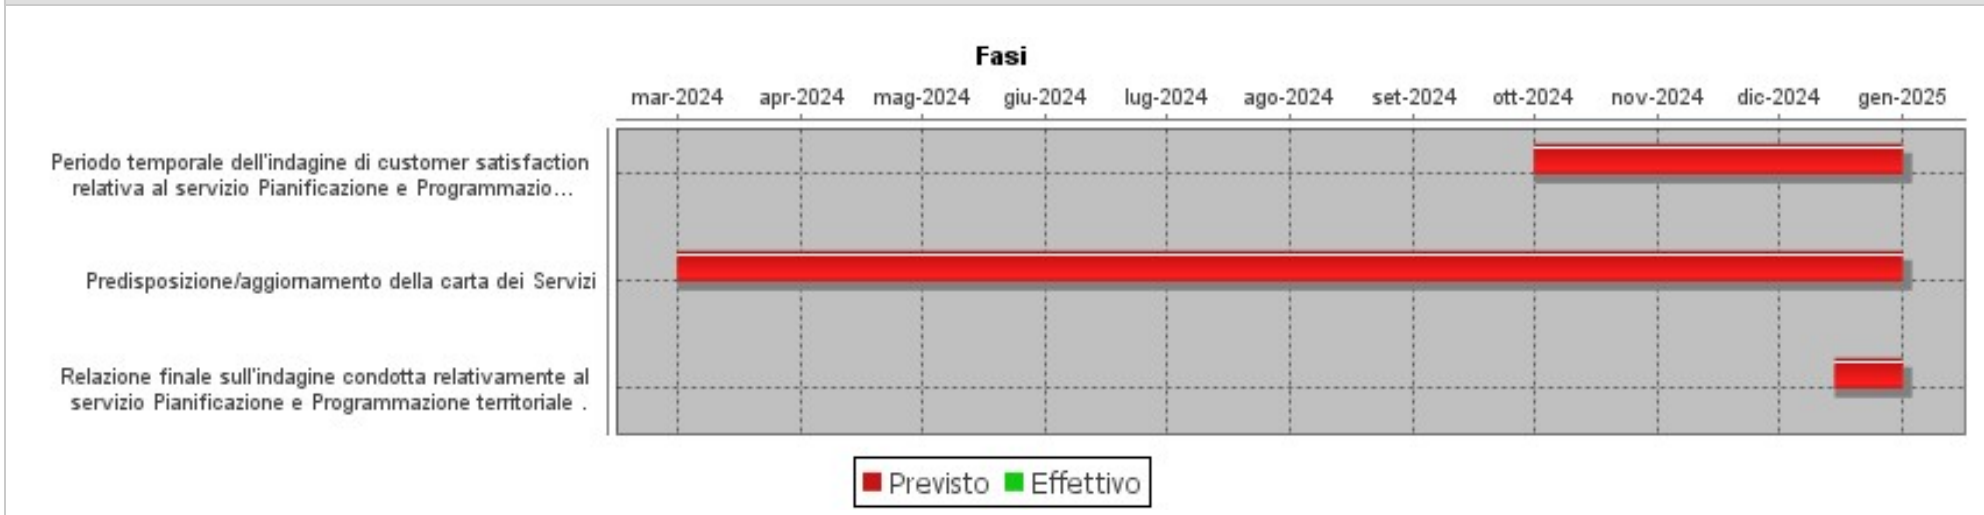 Fasi
mar-2024 apr-2024 mag-2024 giu-2024 lug-2024 ago-2024 set-2024 ott-2024 nov-2024 dic-2024 gen-2025
Periodo temporale dell'indagine di customer satisfaction
relativa al servizio Pianificazione e Programmazio...
Predisposizione/aggiornamento della carta dei Servizi
Relazione finale sull'indagine condotta relativamente al
servizio Pianificazione e Programmazione territoriale .
Previsto Effettivo